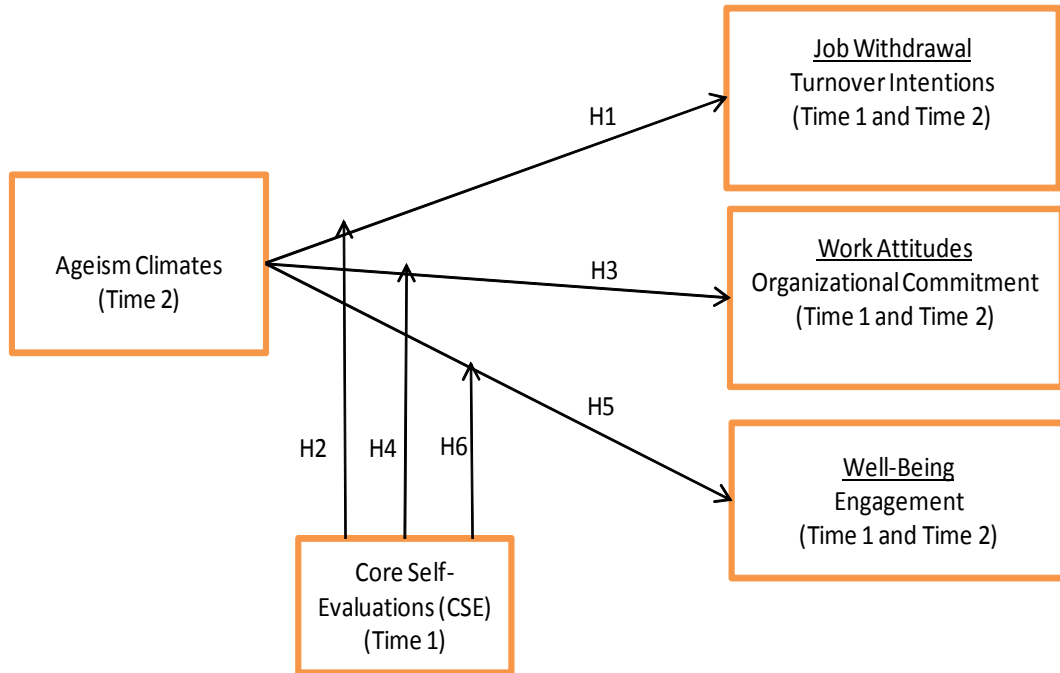 Job Withdrawal
Turnover Intentions
(Time 1 and Time 2)
H1
Ageism Climates
(Time 2)
Work Attitudes
Organizational Commitment
(Time 1 and Time 2)
H3
H5
H2
H4
H6
Well-Being
Engagement
(Time 1 and Time 2)
Core Self-
Evaluations (CSE)
(Time 1)